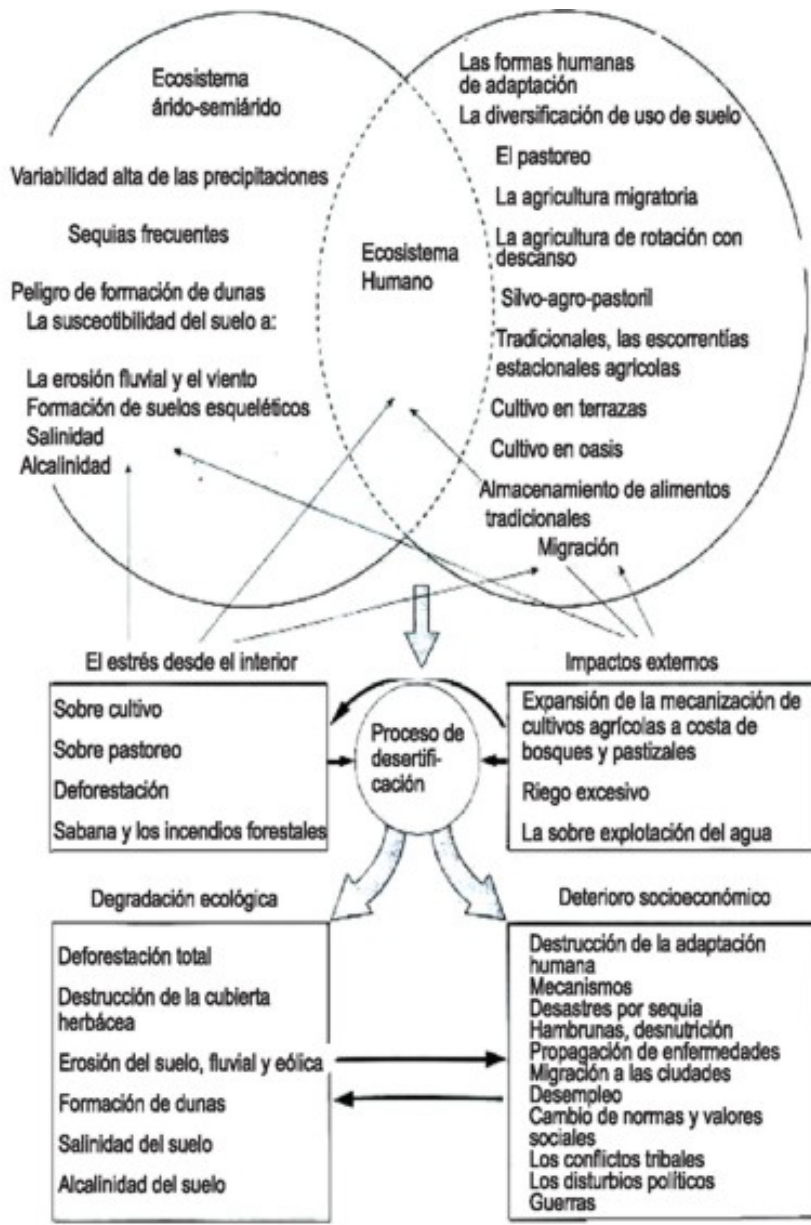 Ecosistema
árido-semiárido
Variabilidad alta de las precipitaciones
Sequias frecuentes
Peligro de formación de dunas
La susceotibilidad del suelo a:
La erosión fluvial y el viento
Formación de suelos esqueléticos
Salinidad
Alcalinidad
Ecosistema
Humano
Las formas humanas
de adaptación
La diversificación de uso de suelo
El pastoreo
La agricultura migratoria
La agricultura de rotación con
descanso
Silvo-agro-pastoril
Tradicionales, las escorrentías
estacionales agrícolas
Cultivo en terrazas
Cultivo en oasis
Almacenamiento de alimentos
tradicionales
Migración
El estrés desde el interior
Sobre cultivo
Sobre pastoreo
Deforestación
Sabana y los incendios forestales
Proceso de
desertifi-
cación
Impactos externos
Expansión de la mecanización de
cultivos agrícolas a costa de
bosques y pastizales
Riego excesivo
La sobre explotación del agua
Degradación ecológica
Deforestación total
Destrucción de la cubierta
herbácea
Erosión del suelo, fluvial y eólica
Formación de dunas
Salinidad del suelo
Alcalinidad del suelo
Deterioro socioeconómico
Destrucción de la adaptación
humana
Mecanismos
Desastres por sequia
Hambrunas, desnutrición
Propagación de enfermedades
Migración a las ciudades
Desempleo
Cambio de normas y valores
sociales
Los conflictos tribales
Los disturbios políticos
Guerras